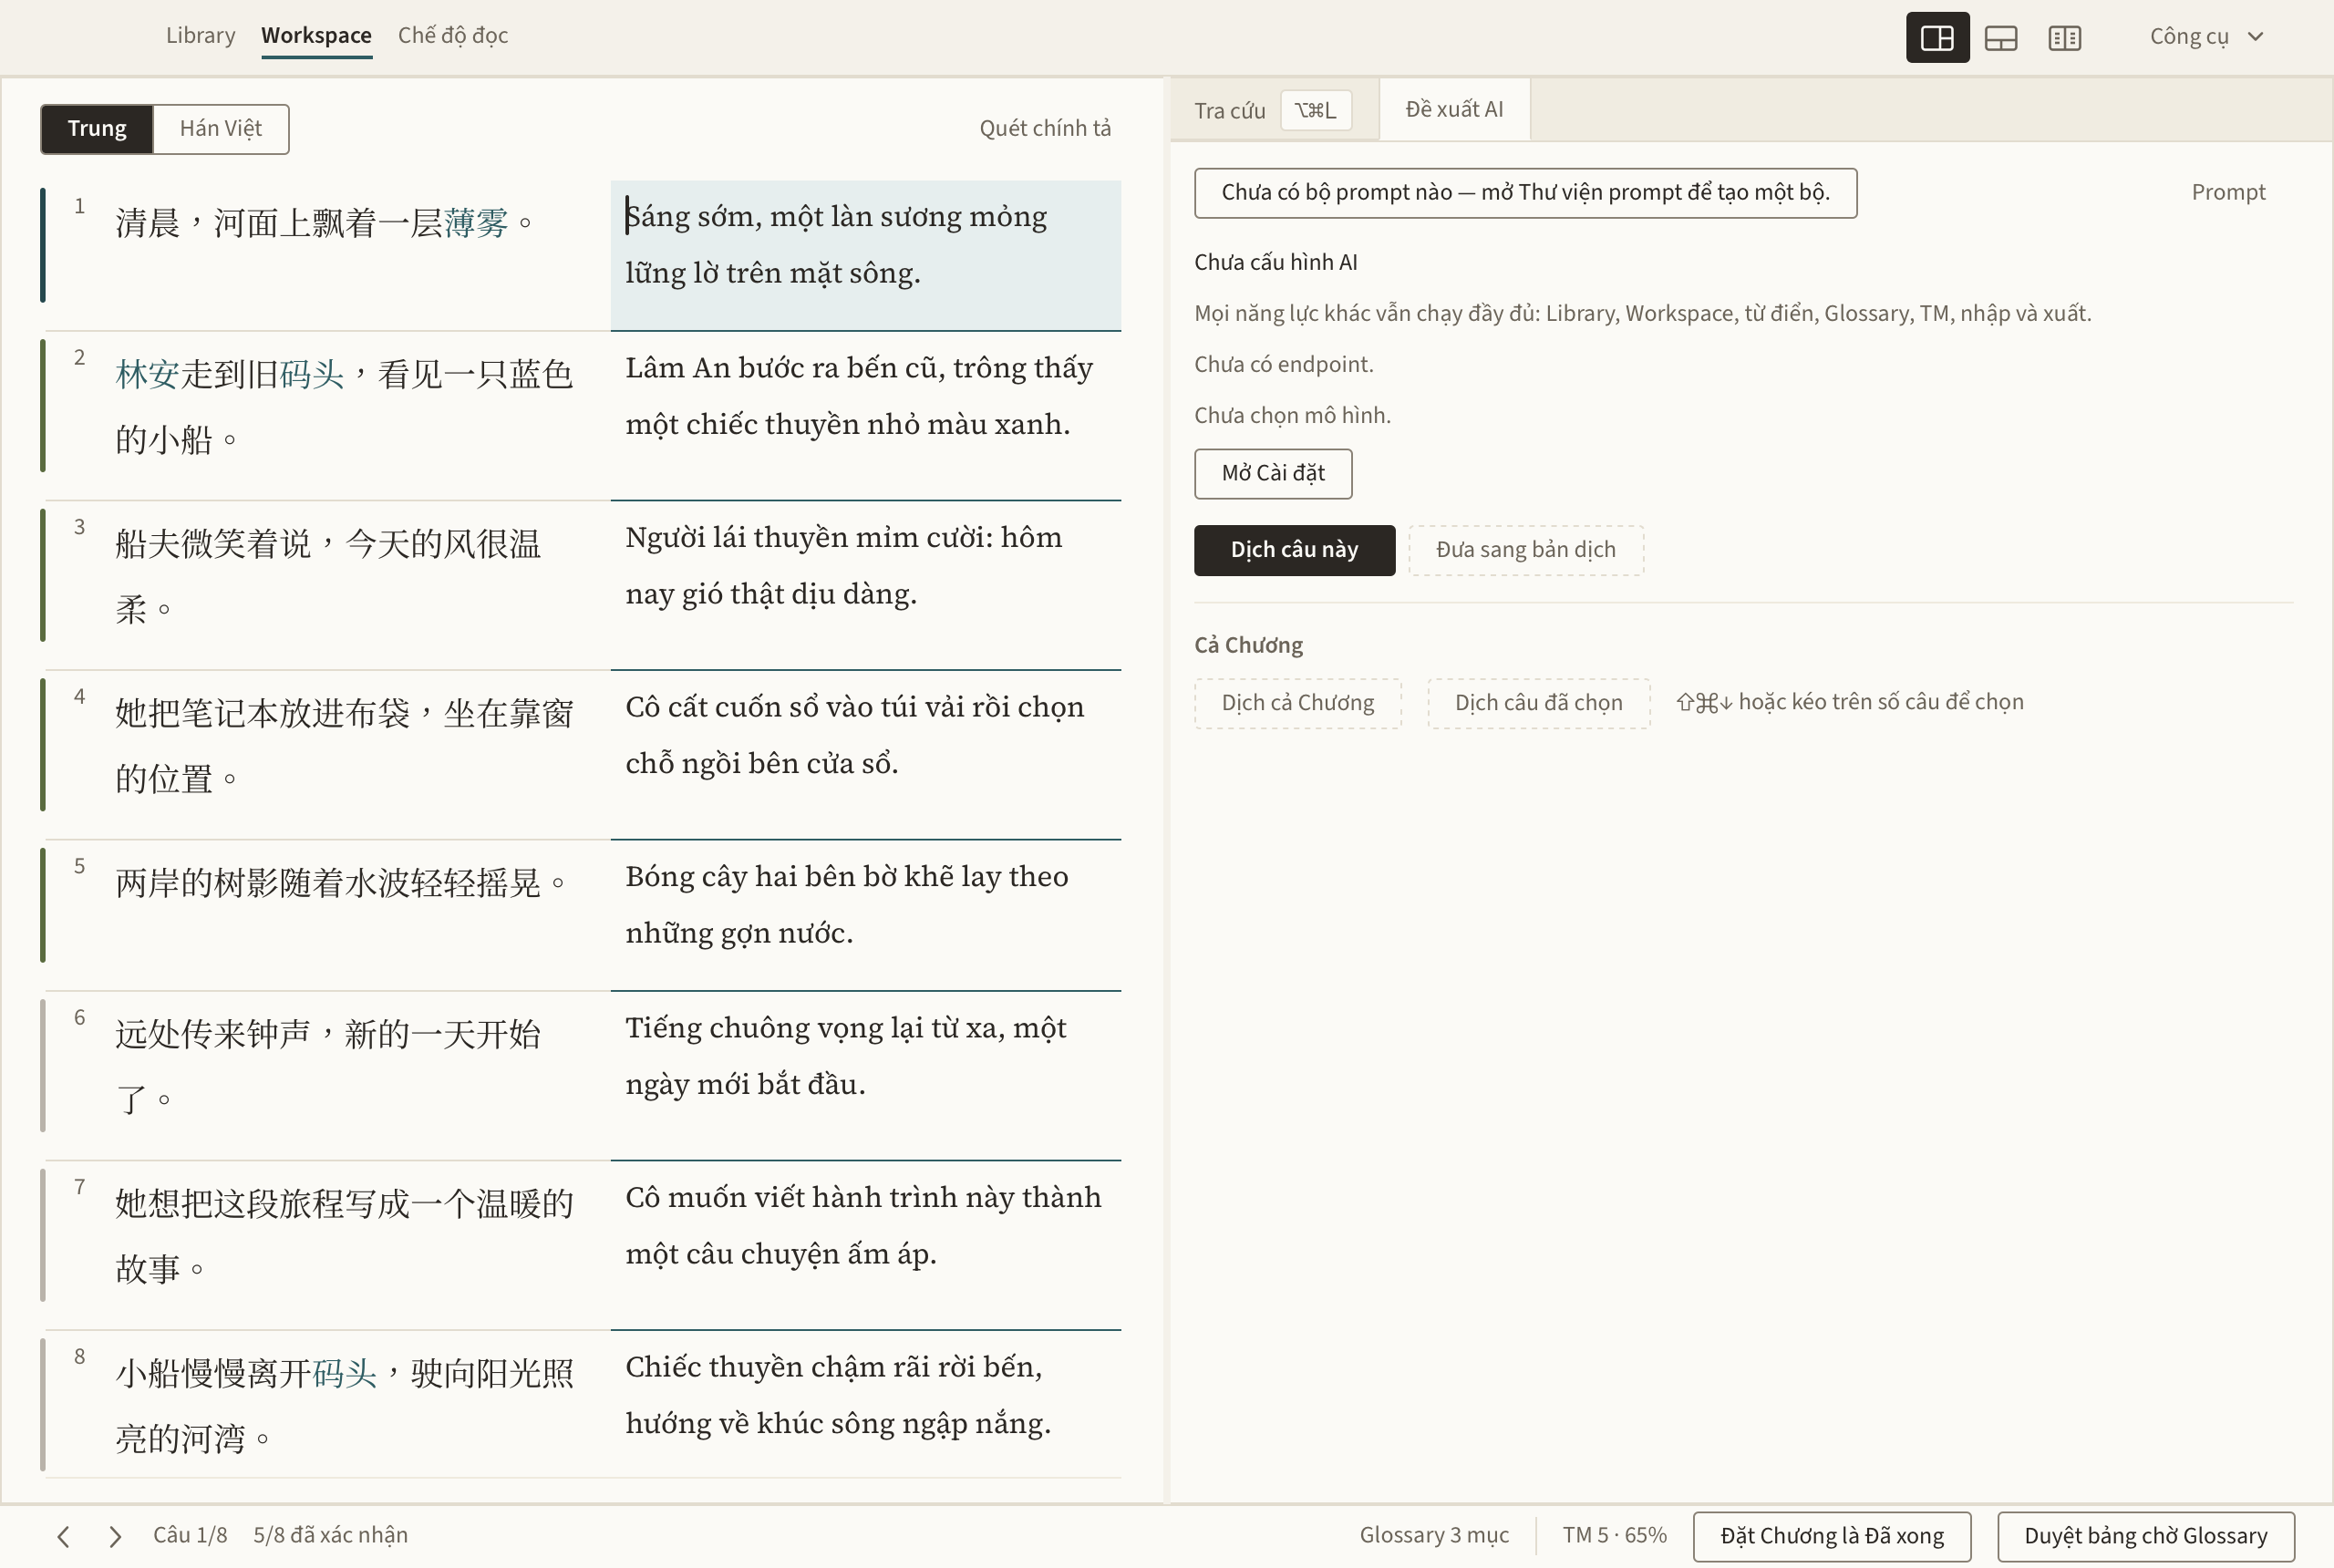 Library Workspace Chế độ đọc Công cụ
Trung Hán Việt Quét chính tả
1 清晨，河面上飘着一层薄雾。
Sáng sớm, một làn sương mỏng
lững lờ trên mặt sông.
2 林安走到旧码头，看见一只蓝色
的小船。
Lâm An bước ra bến cũ, trông thấy
một chiếc thuyền nhỏ màu xanh.
3 船夫微笑着说，今天的风很温
柔。
Người lái thuyền mỉm cười: hôm
nay gió thật dịu dàng.
4 她把笔记本放进布袋，坐在靠窗
的位置。
Cô cất cuốn sổ vào túi vải rồi chọn
chỗ ngồi bên cửa sổ.
5 两岸的树影随着水波轻轻摇晃。
Bóng cây hai bên bờ khẽ lay theo
những gợn nước.
6 远处传来钟声，新的一天开始
了。
Tiếng chuông vọng lại từ xa, một
ngày mới bắt đầu.
7 她想把这段旅程写成一个温暖的
故事。
Cô muốn viết hành trình này thành
một câu chuyện ấm áp.
8 小船慢慢离开码头，驶向阳光照
亮的河湾。
Chiếc thuyền chậm rãi rời bến,
hướng về khúc sông ngập nắng.
Tra cứu ⌥⌘L Đề xuất AI
Chưa có bộ prompt nào — mở Thư viện prompt để tạo một bộ. Prompt
Chưa cấu hình AI
Mọi năng lực khác vẫn chạy đầy đủ: Library, Workspace, từ điển, Glossary, TM, nhập và xuất.
Chưa có endpoint.
Chưa chọn mô hình.
Mở Cài đặt
Dịch câu này Đưa sang bản dịch
Cả Chương
Dịch cả Chương Dịch câu đã chọn ⇧⌘↓ hoặc kéo trên số câu để chọn
Câu 1/8 5/8 đã xác nhận Glossary 3 mục TM 5 · 65% Đặt Chương là Đã xong Duyệt bảng chờ Glossary